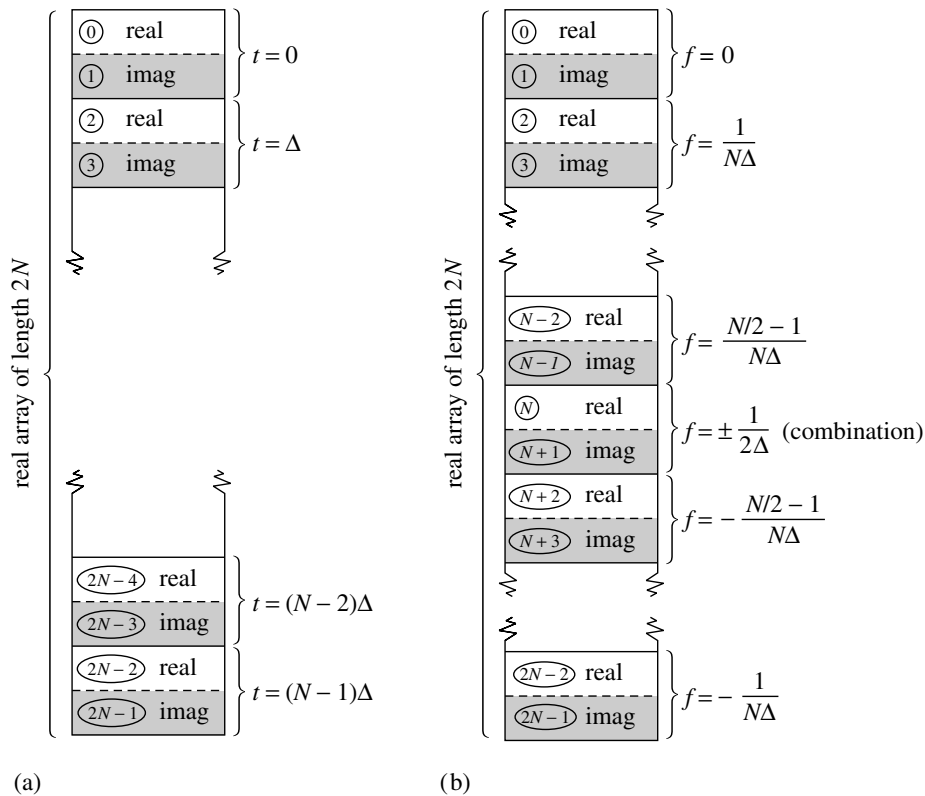 real array of length 2N
0 real
1 imag
t = 0
2 real
3 imag
t = Δ
2N − 4 real
2N − 3 imag
t = (N − 2)Δ
2N − 2 real
2N − 1 imag
t = (N − 1)Δ
(a)
real array of length 2N
0 real
1 imag
f = 0
2 real
3 imag
f = 1/NΔ
N − 2 real
N − 1 imag
f = N/2 − 1/NΔ
N real
N + 1 imag
f = ± 1/2Δ (combination)
N + 2 real
N + 3 imag
f = − N/2 − 1/NΔ
2N − 2 real
2N − 1 imag
f = − 1/NΔ
(b)